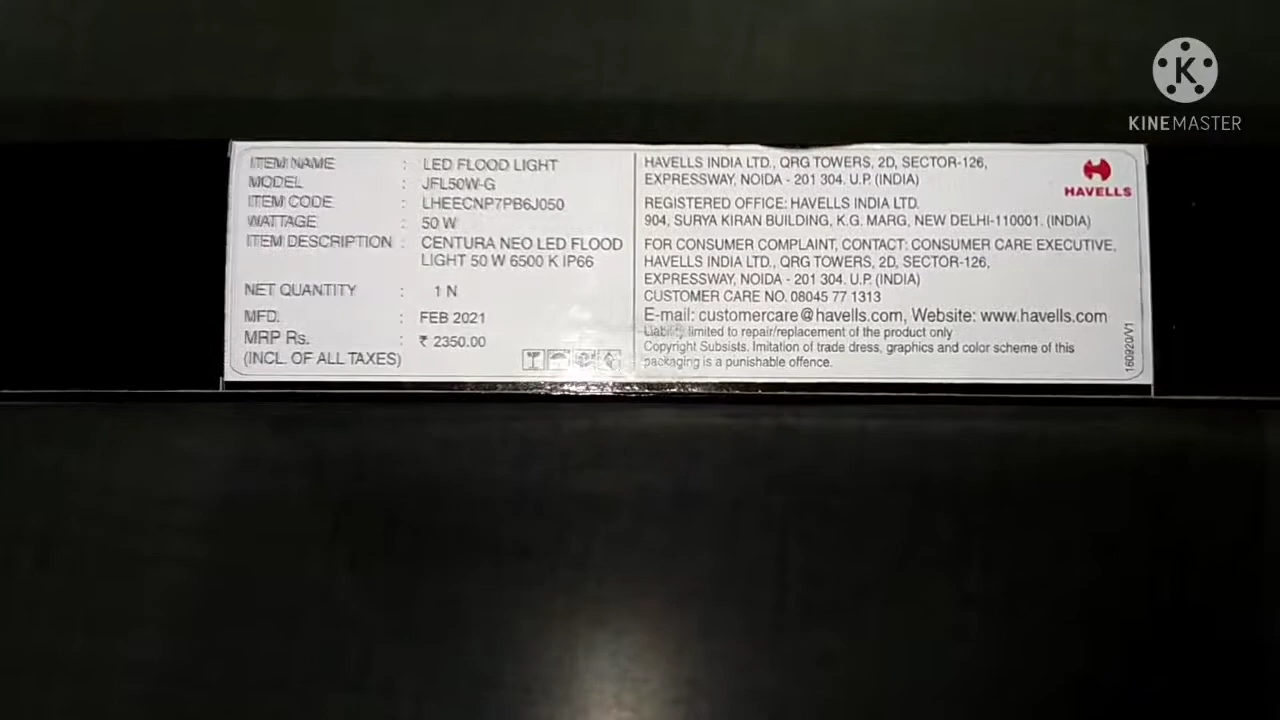 K
KINEMASTER
ITEM NAME : LED FLOOD LIGHT
MODEL : JFL50W-G
ITEM CODE : LHEECNP7PB6J050
WATTAGE : 50 W
ITEM DESCRIPTION : CENTURA NEO LED FLOOD
LIGHT 50 W 6500 K IP66
NET QUANTITY : 1 N
MFD. : FEB 2021
MRP Rs. : ₹ 2350.00
(INCL. OF ALL TAXES)
HAVELLS INDIA LTD., QRG TOWERS, 2D, SECTOR-126,
EXPRESSWAY, NOIDA - 201 304. U.P. (INDIA)
REGISTERED OFFICE: HAVELLS INDIA LTD.
904, SURYA KIRAN BUILDING, K.G. MARG, NEW DELHI-110001. (INDIA)
FOR CONSUMER COMPLAINT, CONTACT: CONSUMER CARE EXECUTIVE,
HAVELLS INDIA LTD., QRG TOWERS, 2D, SECTOR-126,
EXPRESSWAY, NOIDA - 201 304. U.P. (INDIA)
CUSTOMER CARE NO. 08045 77 1313
E-mail: customercare@havells.com, Website: www.havells.com
Liability limited to repair/replacement of the product only
Copyright Subsists. Imitation of trade dress, graphics and color scheme of this
packaging is a punishable offence.
HAVELLS
160920/V1